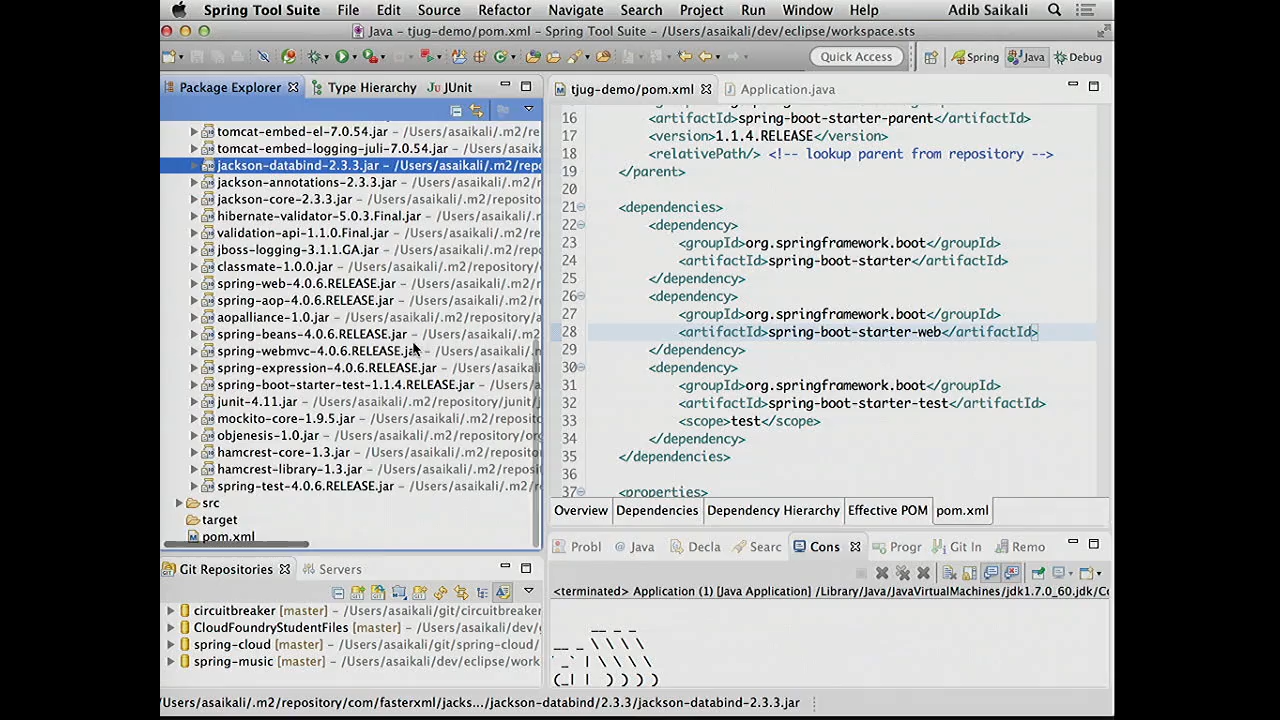 Spring Tool Suite File Edit Source Refactor Navigate Search Project Run Window Help Adib Saikali
Java – tjug-demo/pom.xml – Spring Tool Suite – /Users/asaikali/dev/eclipse/workspace.sts
Quick Access Spring Java Debug
Package Explorer Type Hierarchy JUnit
tomcat-embed-el-7.0.54.jar – /Users/asaikali/.m2/re
tomcat-embed-logging-juli-7.0.54.jar – /Users/asaik
jackson-databind-2.3.3.jar – /Users/asaikali/.m2/repo
jackson-annotations-2.3.3.jar – /Users/asaikali/.m2/
jackson-core-2.3.3.jar – /Users/asaikali/.m2/reposito
hibernate-validator-5.0.3.Final.jar – /Users/asaikali/.
validation-api-1.1.0.Final.jar – /Users/asaikali/.m2/r
jboss-logging-3.1.1.GA.jar – /Users/asaikali/.m2/rep
classmate-1.0.0.jar – /Users/asaikali/.m2/repository/
spring-web-4.0.6.RELEASE.jar – /Users/asaikali/.m2/
spring-aop-4.0.6.RELEASE.jar – /Users/asaikali/.m2/
aopalliance-1.0.jar – /Users/asaikali/.m2/repository/
spring-beans-4.0.6.RELEASE.jar – /Users/asaikali/.m
spring-webmvc-4.0.6.RELEASE.jar – /Users/asaikali/
spring-expression-4.0.6.RELEASE.jar – /Users/asaika
spring-boot-starter-test-1.1.4.RELEASE.jar – /Users
junit-4.11.jar – /Users/asaikali/.m2/repository/junit/
mockito-core-1.9.5.jar – /Users/asaikali/.m2/reposit
objenesis-1.0.jar – /Users/asaikali/.m2/repository/or
hamcrest-core-1.3.jar – /Users/asaikali/.m2/reposito
hamcrest-library-1.3.jar – /Users/asaikali/.m2/reposi
spring-test-4.0.6.RELEASE.jar – /Users/asaikali/.m2/
src
target
pom.xml
Git Repositories Servers
circuitbreaker [master] – /Users/asaikali/git/circuitbreaker
CloudFoundryStudentFiles [master] – /Users/asaikali/dev/
spring-cloud [master] – /Users/asaikali/git/spring-cloud/
spring-music [master] – /Users/asaikali/dev/eclipse/work
tjug-demo/pom.xml Application.java
16 <artifactId>spring-boot-starter-parent</artifactId>
17 <version>1.1.4.RELEASE</version>
18 <relativePath/> <!-- lookup parent from repository -->
19 </parent>
20
21 <dependencies>
22 <dependency>
23 <groupId>org.springframework.boot</groupId>
24 <artifactId>spring-boot-starter</artifactId>
25 </dependency>
26 <dependency>
27 <groupId>org.springframework.boot</groupId>
28 <artifactId>spring-boot-starter-web</artifactId>
29 </dependency>
30 <dependency>
31 <groupId>org.springframework.boot</groupId>
32 <artifactId>spring-boot-starter-test</artifactId>
33 <scope>test</scope>
34 </dependency>
35 </dependencies>
36
37 <properties>
Overview Dependencies Dependency Hierarchy Effective POM pom.xml
Probl Java Decla Searc Cons Progr Git In Remo
<terminated> Application (1) [Java Application] /Library/Java/JavaVirtualMachines/jdk1.7.0_60.jdk/Co
/Users/asaikali/.m2/repository/com/fasterxml/jacks.../jackson-databind/2.3.3/jackson-databind-2.3.3.jar